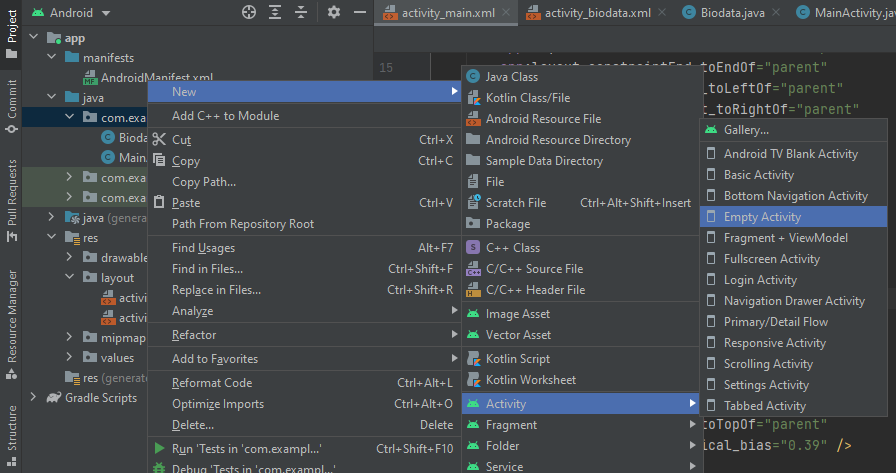 Android
activity_main.xml
activity_biodata.xml
Biodata.java
MainActivity.j
Project
Commit
Pull Requests
Resource Manager
Structure
app
manifests
AndroidManifest.xml
java
com.exa
Bioda
Main
com.exa
com.exa
java (genera
res
drawable
layout
activi
activi
mipmap
values
res (generate
Gradle Scripts
New
Add C++ to Module
Cut Ctrl+X
Copy Ctrl+C
Copy Path...
Paste Ctrl+V
Path From Repository Root
Find Usages Alt+F7
Find in Files... Ctrl+Shift+F
Replace in Files... Ctrl+Shift+R
Analyze
Refactor
Add to Favorites
Reformat Code Ctrl+Alt+L
Optimize Imports Ctrl+Alt+O
Delete... Delete
Run 'Tests in 'com.exampl...'' Ctrl+Shift+F10
Debug 'Tests in 'com.exampl...''
Java Class
Kotlin Class/File
Android Resource File
Android Resource Directory
Sample Data Directory
File
Scratch File Ctrl+Alt+Shift+Insert
Package
C++ Class
C/C++ Source File
C/C++ Header File
Image Asset
Vector Asset
Kotlin Script
Kotlin Worksheet
Activity
Fragment
Folder
Service
Gallery...
Android TV Blank Activity
Basic Activity
Bottom Navigation Activity
Empty Activity
Fragment + ViewModel
Fullscreen Activity
Login Activity
Navigation Drawer Activity
Primary/Detail Flow
Responsive Activity
Scrolling Activity
Settings Activity
Tabbed Activity
15
app:layout_constraintEnd_toEndOf="parent"
_toLeftOf="parent"
t_toRightOf="parent"
toTopOf="parent"
ical_bias="0.39" />